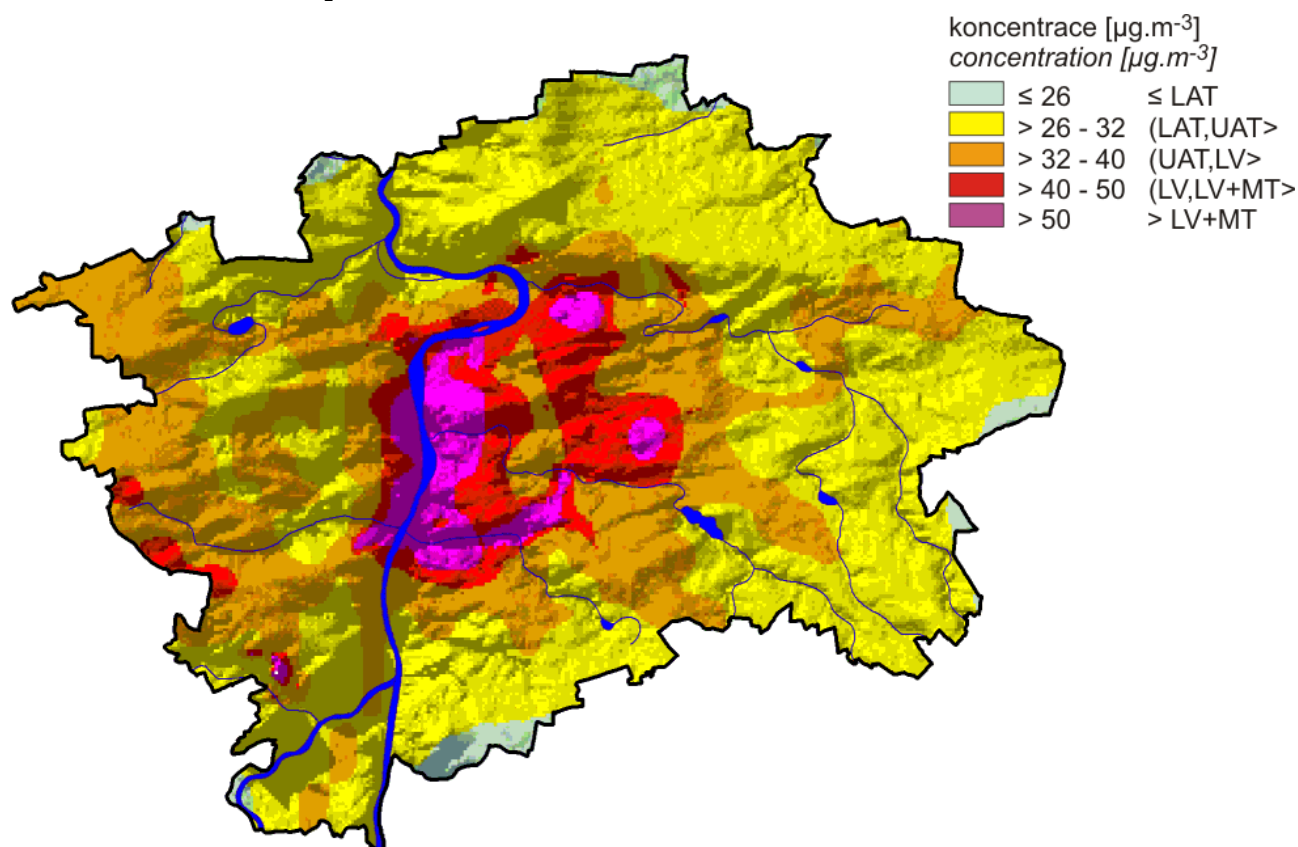 koncentrace [µg.m-3]
concentration [µg.m-3]
≤ 26 ≤ LAT
> 26 - 32 (LAT,UAT>
> 32 - 40 (UAT,LV>
> 40 - 50 (LV,LV+MT>
> 50 > LV+MT